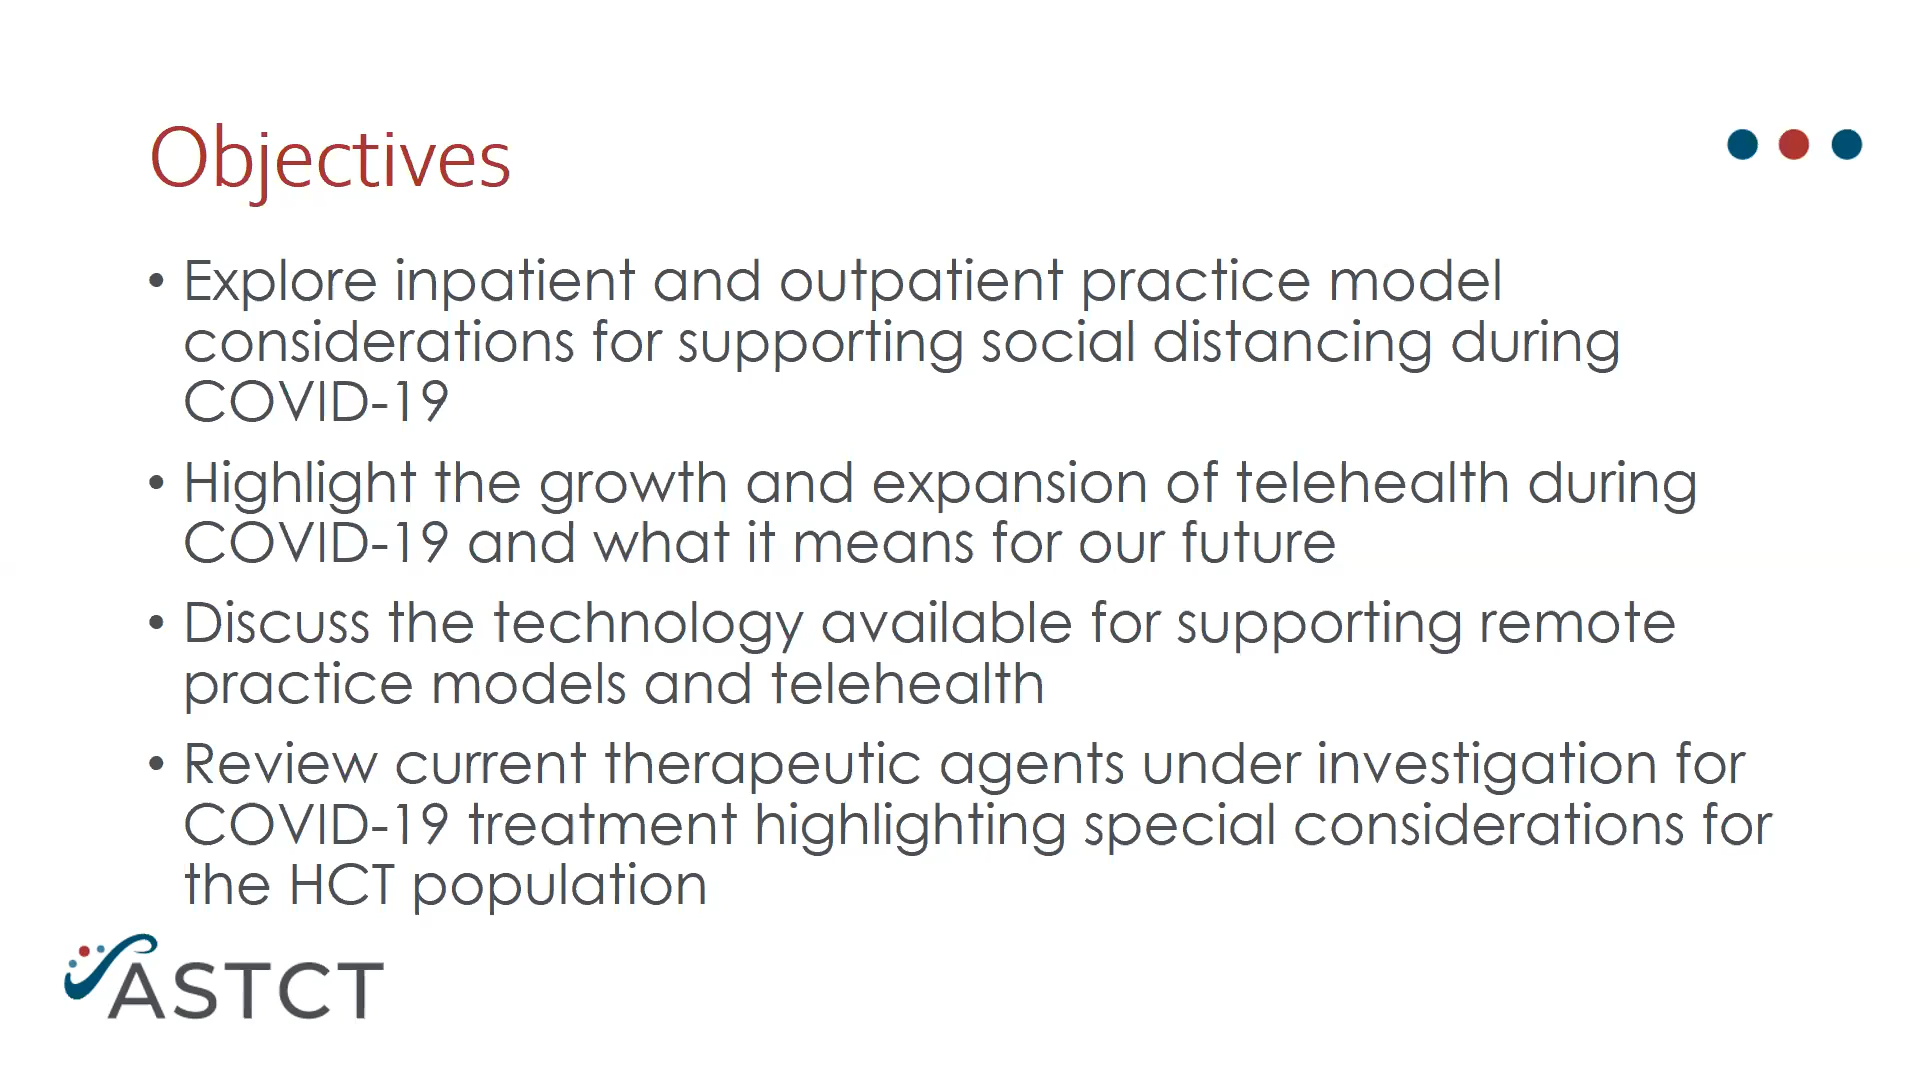 Objectives
• Explore inpatient and outpatient practice model
considerations for supporting social distancing during
COVID-19
• Highlight the growth and expansion of telehealth during
COVID-19 and what it means for our future
• Discuss the technology available for supporting remote
practice models and telehealth
• Review current therapeutic agents under investigation for
COVID-19 treatment highlighting special considerations for
the HCT population
ASTCT